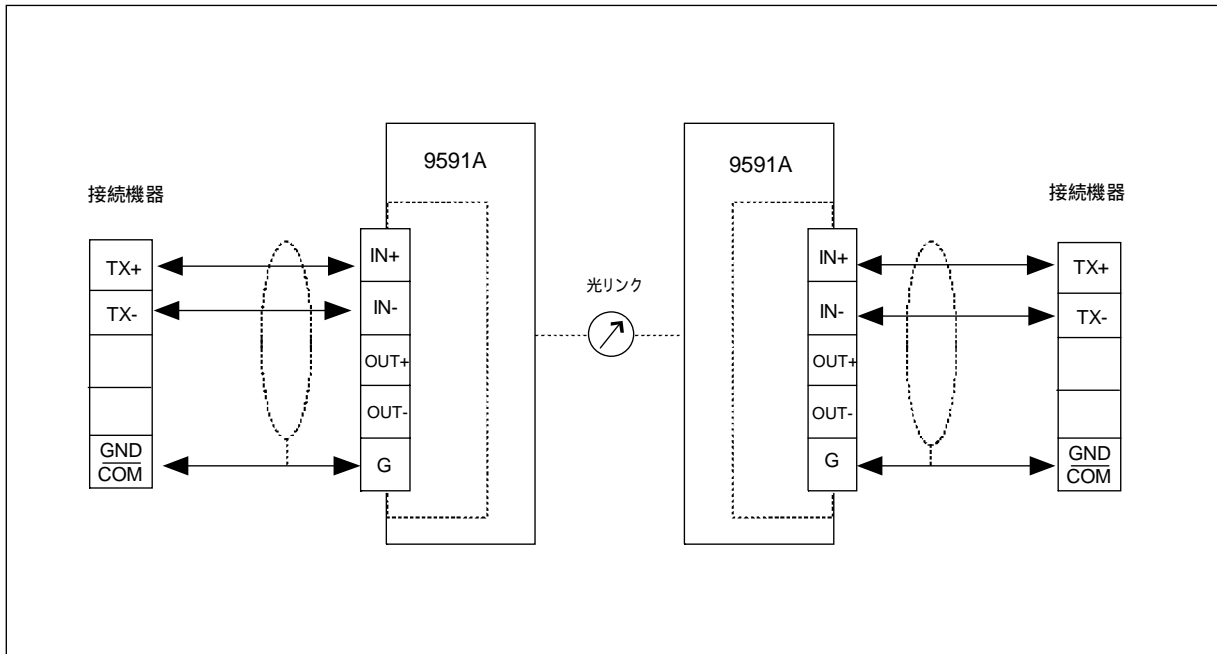 9591A
9591A
接続機器
接続機器
TX+
TX-
GND
COM
IN+
IN-
OUT+
OUT-
G
光リンク
IN+
IN-
OUT+
OUT-
G
TX+
TX-
GND
COM